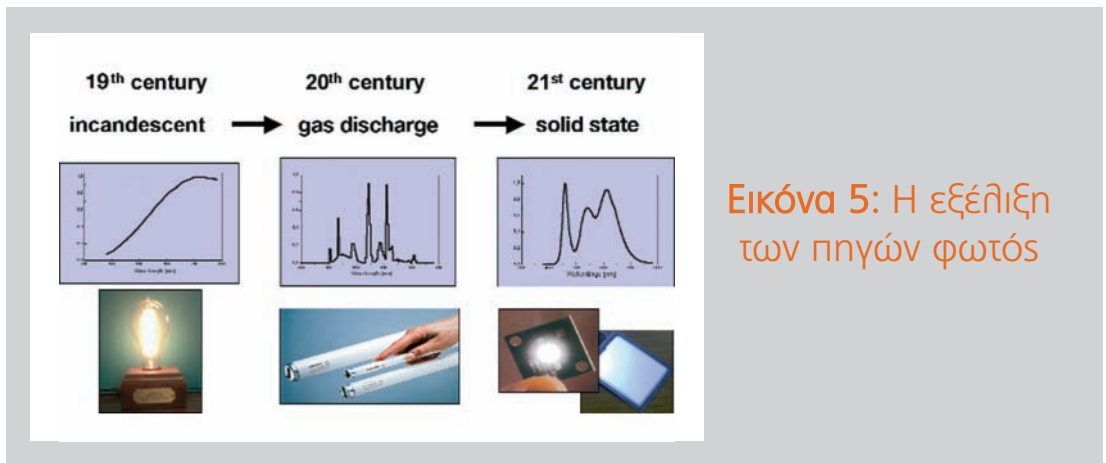 19th century
20th century
21st century
incandescent
gas discharge
solid state
Εικόνα 5: Η εξέλιξη
των πηγών φωτός